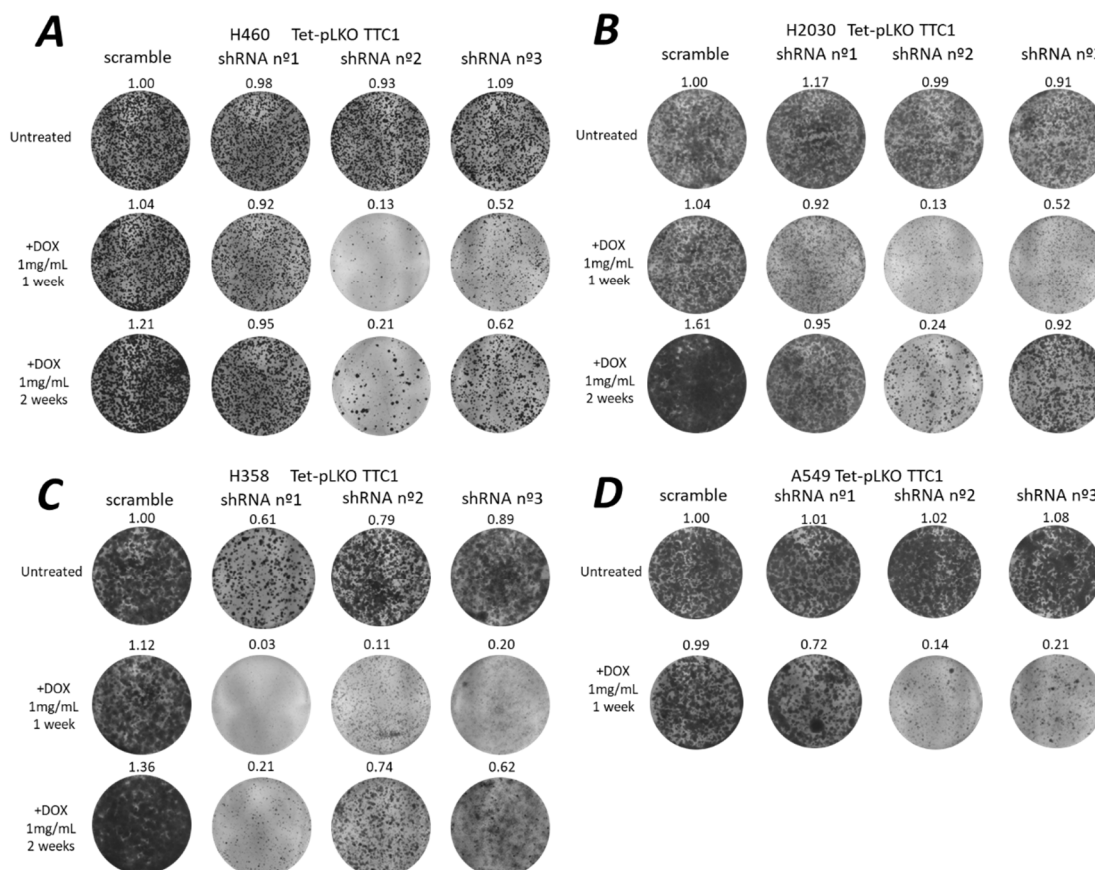 A
H460 Tet-pLKO TTC1
scramble shRNA nº1 shRNA nº2 shRNA nº3
1.00 0.98 0.93 1.09
Untreated
1.04 0.92 0.13 0.52
+DOX
1mg/mL
1 week
1.21 0.95 0.21 0.62
+DOX
1mg/mL
2 weeks
B
H2030 Tet-pLKO TTC1
scramble shRNA nº1 shRNA nº2 shRNA nº3
1.00 1.17 0.99 0.91
Untreated
1.04 0.92 0.13 0.52
+DOX
1mg/mL
1 week
1.61 0.95 0.24 0.92
+DOX
1mg/mL
2 weeks
C
H358 Tet-pLKO TTC1
scramble shRNA nº1 shRNA nº2 shRNA nº3
1.00 0.61 0.79 0.89
Untreated
1.12 0.03 0.11 0.20
+DOX
1mg/mL
1 week
1.36 0.21 0.74 0.62
+DOX
1mg/mL
2 weeks
D
A549 Tet-pLKO TTC1
scramble shRNA nº1 shRNA nº2 shRNA nº3
1.00 1.01 1.02 1.08
Untreated
0.99 0.72 0.14 0.21
+DOX
1mg/mL
1 week